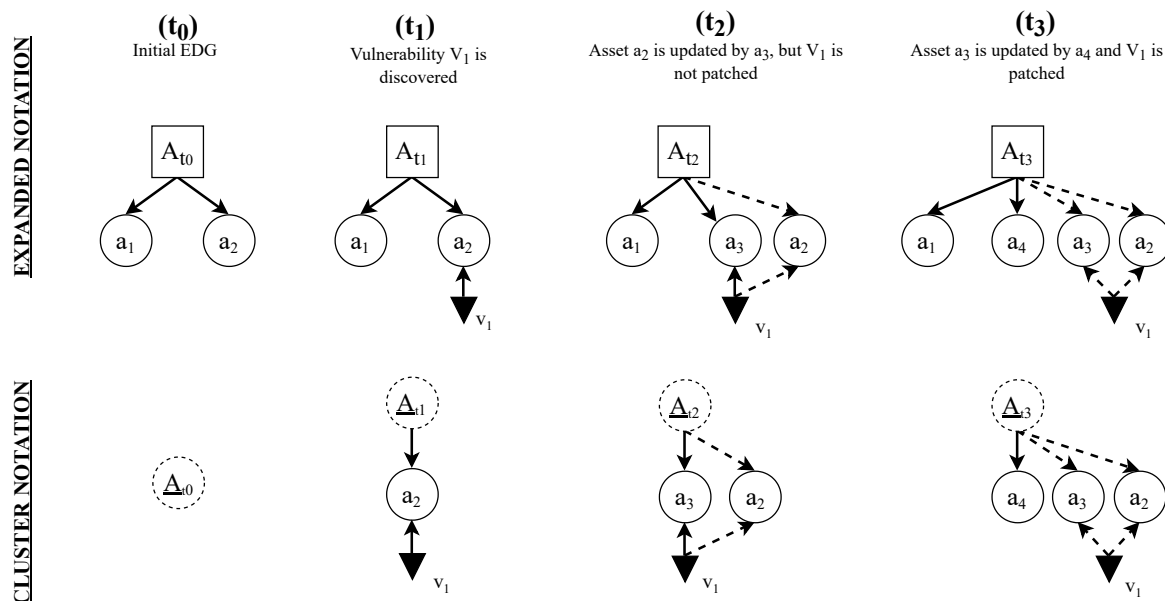 (t0)
Initial EDG
(t1)
Vulnerability V1 is
discovered
(t2)
Asset a2 is updated by a3, but V1 is
not patched
(t3)
Asset a3 is updated by a4 and V1 is
patched
EXPANDED NOTATION
At0
a1
a2
At1
a1
a2
v1
At2
a1
a3
a2
v1
At3
a1
a4
a3
a2
v1
CLUSTER NOTATION
At0
At1
a2
v1
At2
a3
a2
v1
At3
a4
a3
a2
v1